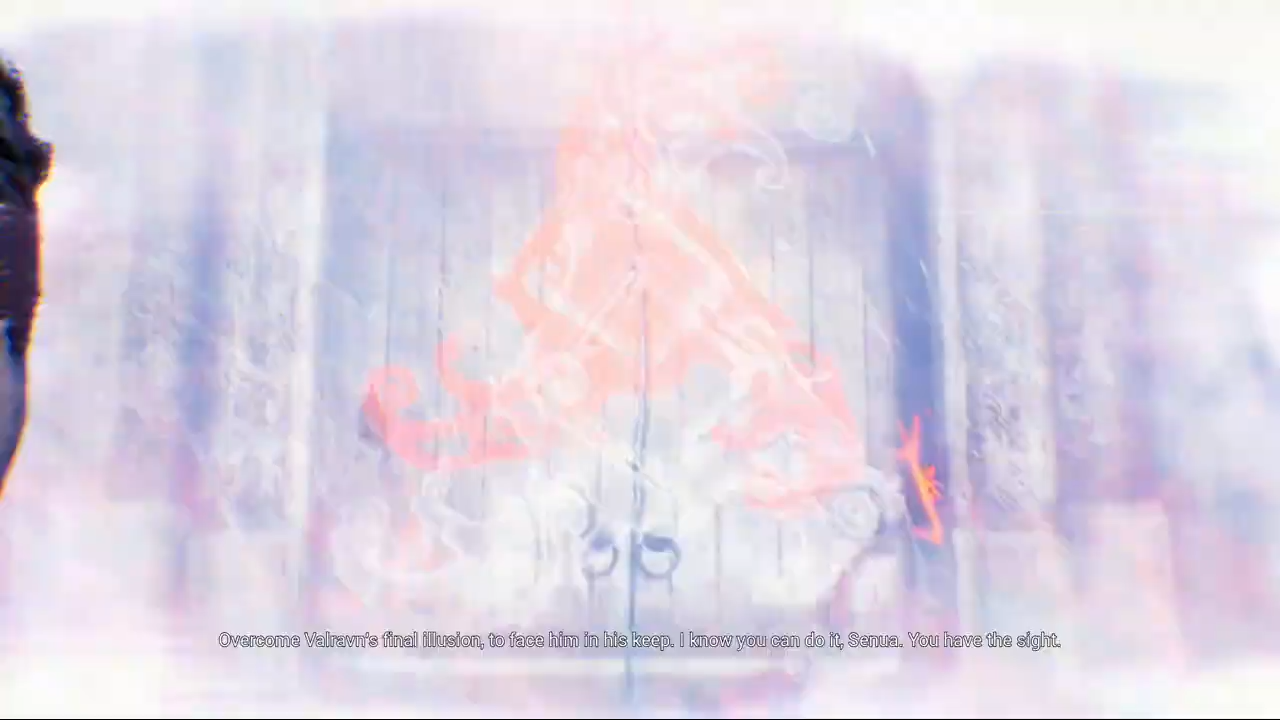 Overcome Valravn's final illusion, to face him in his keep. I know you can do it, Senua. You have the sight.